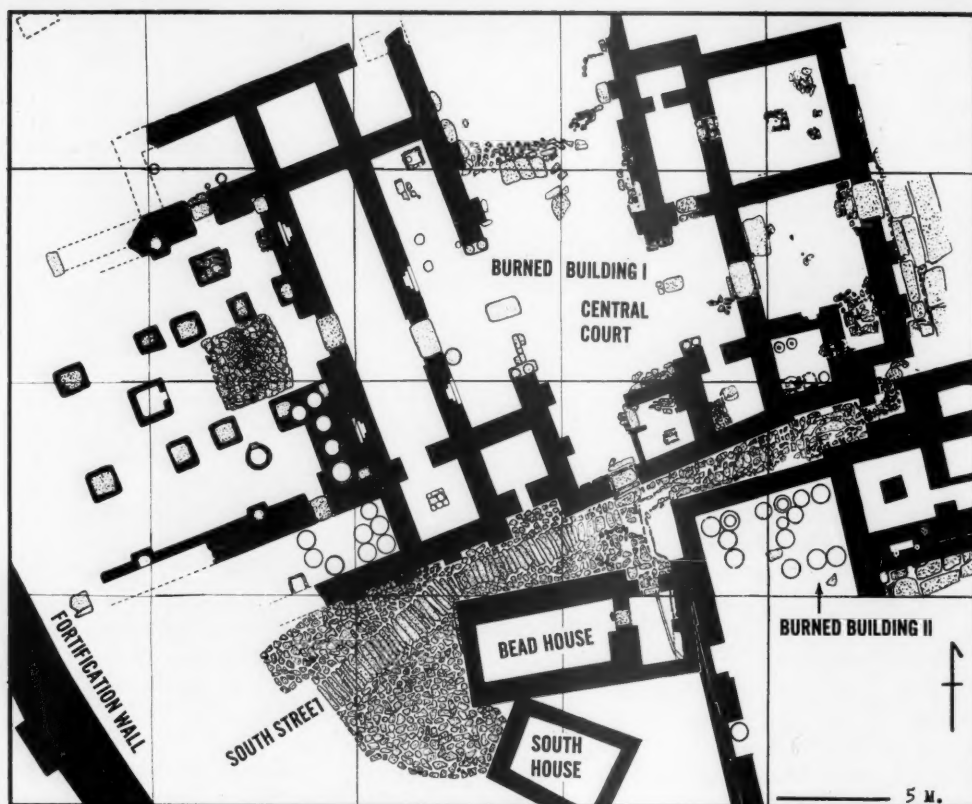 BURNED BUILDING I
CENTRAL
COURT
BURNED BUILDING II
BEAD HOUSE
FORTIFICATION WALL
SOUTH STREET
SOUTH
HOUSE
5 M.